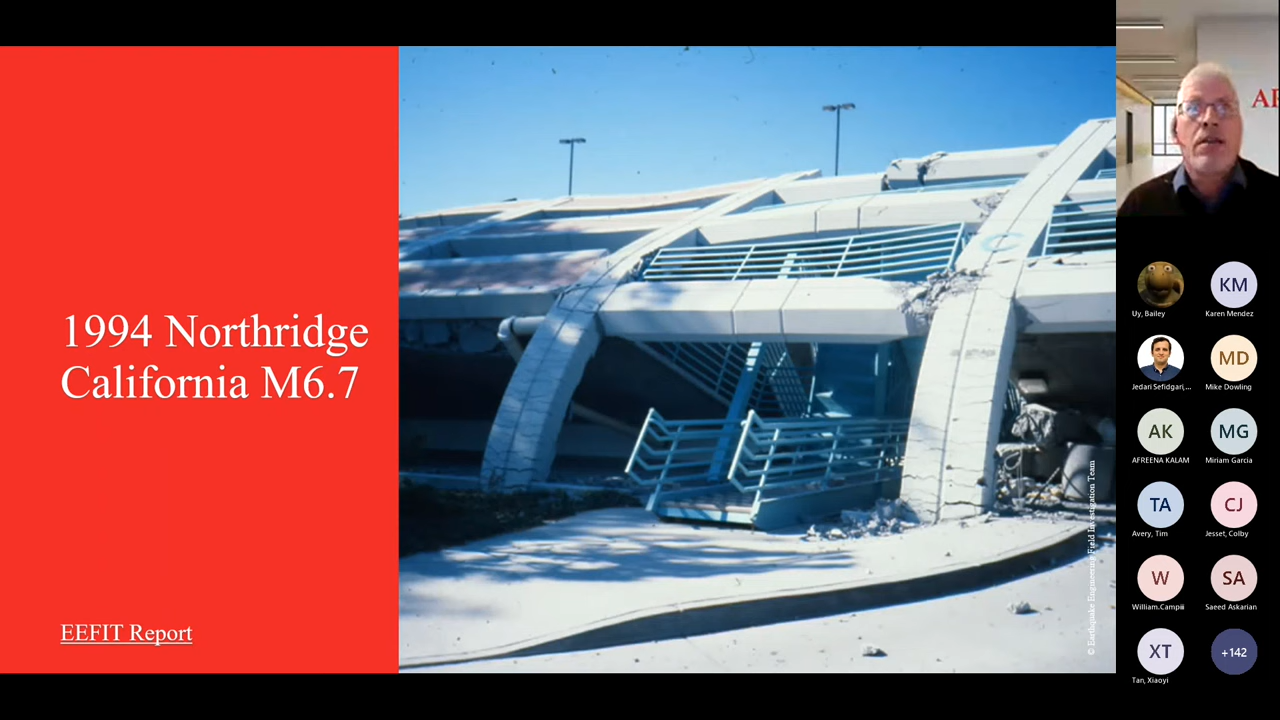 1994 Northridge
California M6.7
EEFIT Report
© Earthquake Engineering Field Investigation Team
C
AR
Uy, Bailey
KM
Karen Mendez
Jedari Sefidgari,...
MD
Mike Dowling
AK
AFREENA KALAM
MG
Miriam Garcia
TA
Avery, Tim
CJ
Jesset, Colby
W
SA
Saeed Askarian
XT
Tan, Xiaoyi
+142